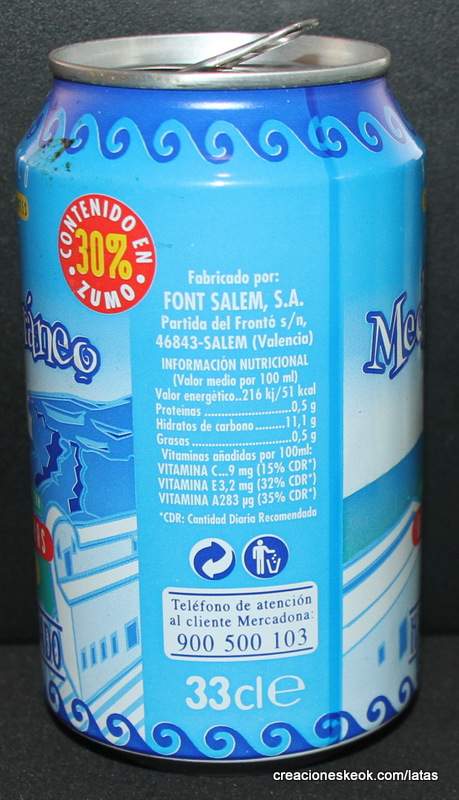 CONTENIDO EN
30%
ZUMO
Fabricado por:
FONT SALEM, S.A.
Partida del Frontó s/n,
46843-SALEM (Valencia)
INFORMACIÓN NUTRICIONAL
(Valor medio por 100 ml)
Valor energético..216 kj/51 kcal
Proteinas ..........................0,5 g
Hidratos de carbono.........11,1 g
Grasas ..............................0,5 g
Vitaminas añadidas por 100ml:
VITAMINA C...9 mg (15% CDR*)
VITAMINA E3,2 mg (32% CDR*)
VITAMINA A283 µg (35% CDR*)
*CDR: Cantidad Diaria Recomendada
Teléfono de atención
al cliente Mercadona:
900 500 103
33cl e
creacioneskeok.com/latas